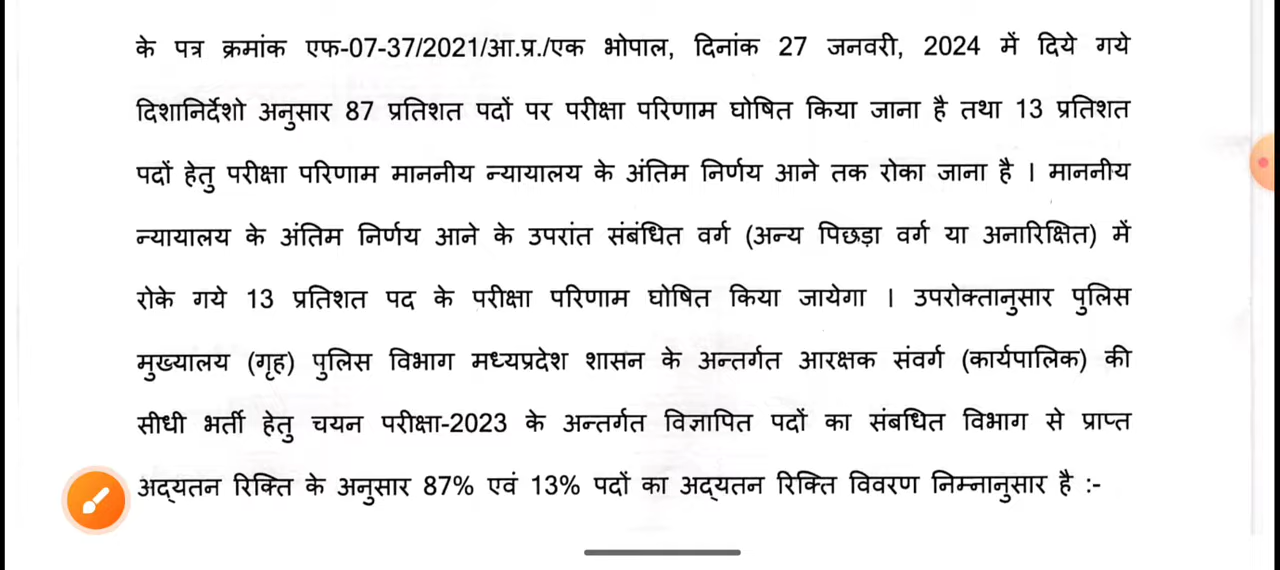 के पत्र क्रमांक एफ-07-37/2021/आ.प्र./एक भोपाल, दिनांक 27 जनवरी, 2024 में दिये गये
दिशानिर्देशो अनुसार 87 प्रतिशत पदों पर परीक्षा परिणाम घोषित किया जाना है तथा 13 प्रतिशत
पदों हेतु परीक्षा परिणाम माननीय न्यायालय के अंतिम निर्णय आने तक रोका जाना है । माननीय
न्यायालय के अंतिम निर्णय आने के उपरांत संबंधित वर्ग (अन्य पिछड़ा वर्ग या अनारिक्षित) में
रोके गये 13 प्रतिशत पद के परीक्षा परिणाम घोषित किया जायेगा । उपरोक्तानुसार पुलिस
मुख्यालय (गृह) पुलिस विभाग मध्यप्रदेश शासन के अन्तर्गत आरक्षक संवर्ग (कार्यपालिक) की
सीधी भर्ती हेतु चयन परीक्षा-2023 के अन्तर्गत विज्ञापित पदों का संबधित विभाग से प्राप्त
अद्‌यतन रिक्ति के अनुसार 87% एवं 13% पदों का अद्‌यतन रिक्ति विवरण निम्नानुसार है :-